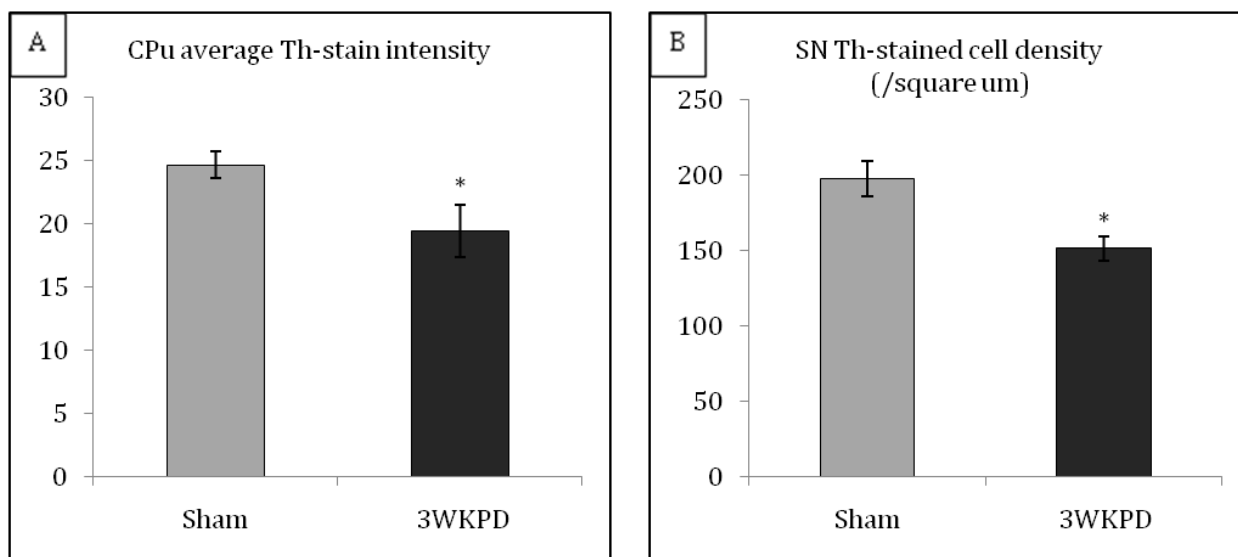 A
CPu average Th-stain intensity
30
25
20
15
10
5
0
*
Sham
3WKPD
B
SN Th-stained cell density
(/square um)
250
200
150
100
50
0
*
Sham
3WKPD